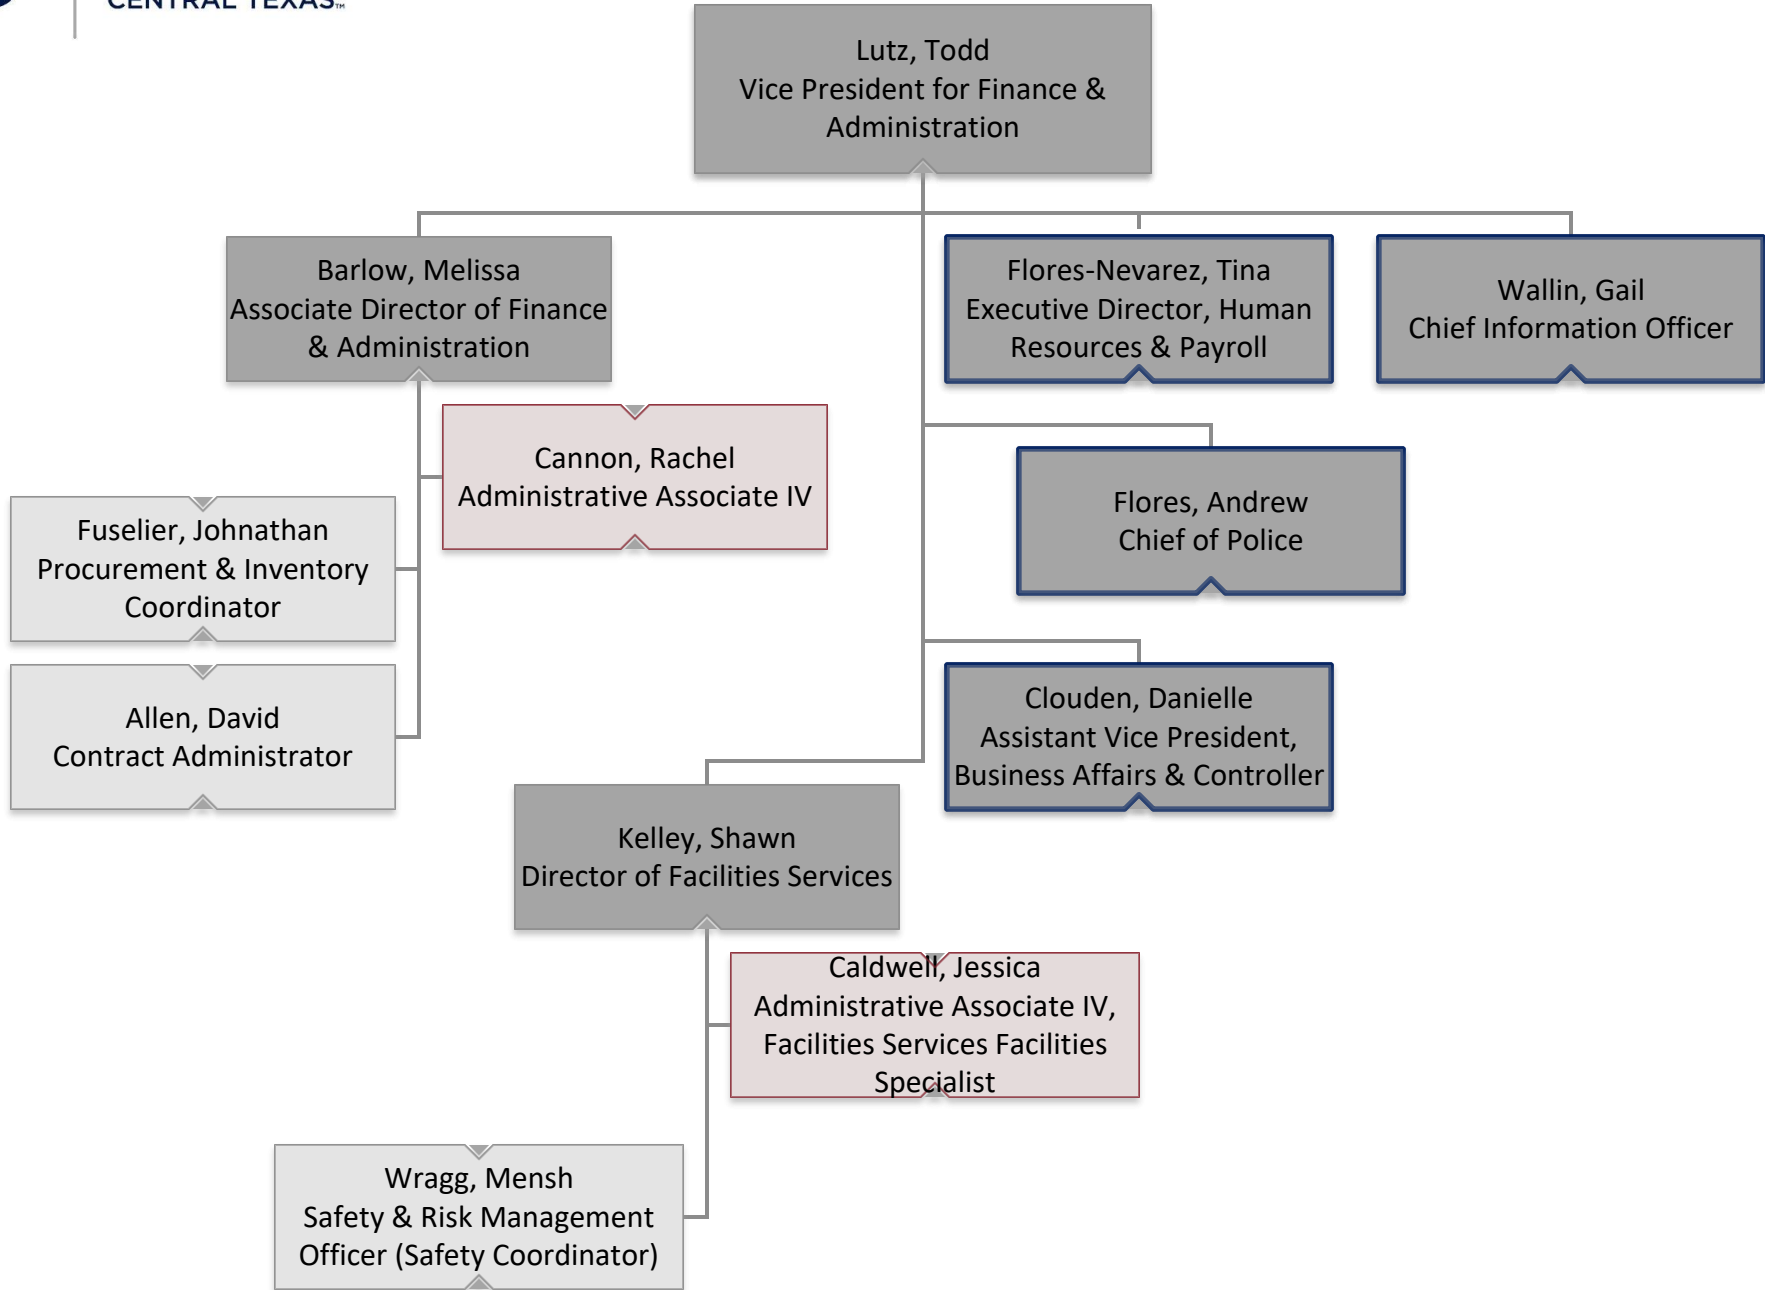 CENTRAL TEXAS™
Lutz, Todd
Vice President for Finance &
Administration
Barlow, Melissa
Associate Director of Finance
& Administration
Flores-Nevarez, Tina
Executive Director, Human
Resources & Payroll
Wallin, Gail
Chief Information Officer
Cannon, Rachel
Administrative Associate IV
Flores, Andrew
Chief of Police
Fuselier, Johnathan
Procurement & Inventory
Coordinator
Allen, David
Contract Administrator
Clouden, Danielle
Assistant Vice President,
Business Affairs & Controller
Kelley, Shawn
Director of Facilities Services
Caldwell, Jessica
Administrative Associate IV,
Facilities Services Facilities
Specialist
Wragg, Mensh
Safety & Risk Management
Officer (Safety Coordinator)